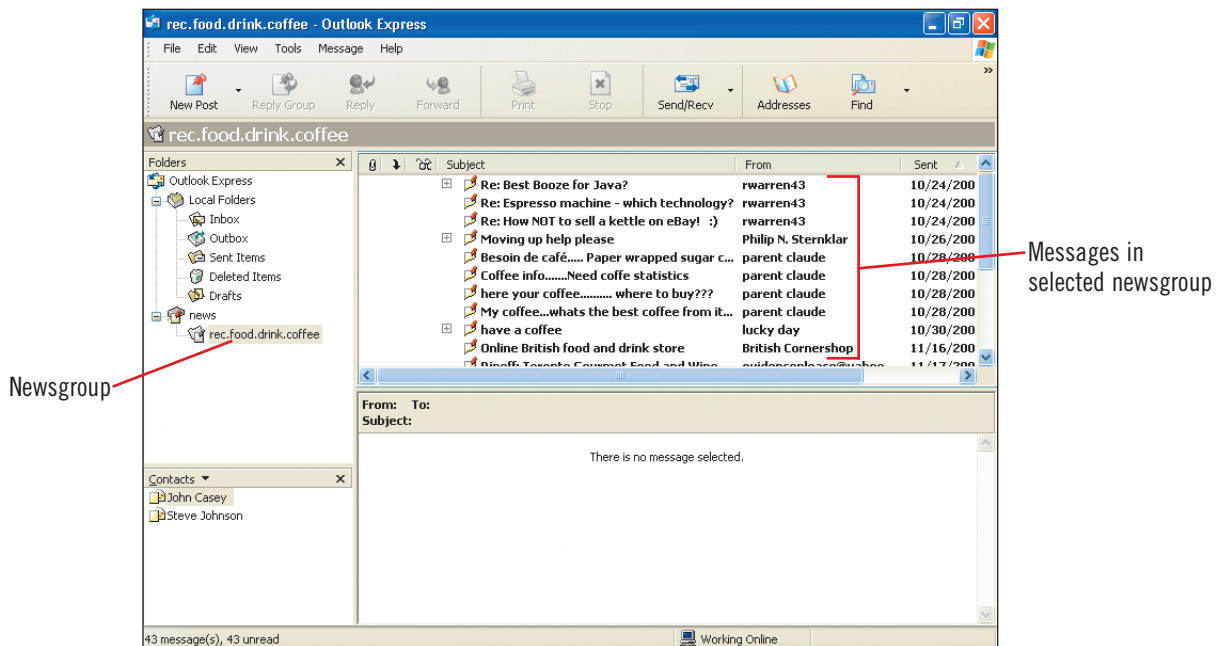 rec.food.drink.coffee - Outlook Express
File Edit View Tools Message Help
New Post Reply Group Reply Forward Print Stop Send/Recv Addresses Find »
rec.food.drink.coffee
Folders X
Outlook Express
Local Folders
Inbox
Outbox
Sent Items
Deleted Items
Drafts
news
rec.food.drink.coffee
Subject From Sent
Re: Best Booze for Java? rwarren43 10/24/200
Re: Espresso machine - which technology? rwarren43 10/24/200
Re: How NOT to sell a kettle on eBay! :) rwarren43 10/24/200
Moving up help please Philip N. Sternklar 10/26/200
Besoin de café..... Paper wrapped sugar c... parent claude 10/28/200
Coffee info.......Need coffe statistics parent claude 10/28/200
here your coffee.......... where to buy??? parent claude 10/28/200
My coffee...whats the best coffee from it... parent claude 10/28/200
have a coffee lucky day 10/30/200
Online British food and drink store British Cornershop 11/16/200
Ripoff: Toronto Gourmet Food and Wine 11/17/200
Messages in
selected newsgroup
Newsgroup
From: To:
Subject:
There is no message selected.
Contacts X
John Casey
Steve Johnson
43 message(s), 43 unread Working Online